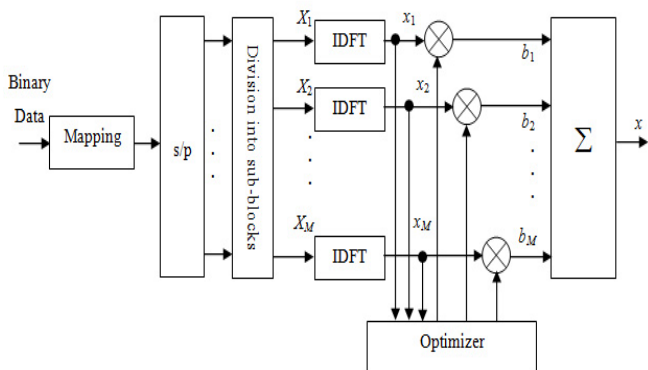 Binary
Data
Mapping
s/p
Division into sub-blocks
X1
IDFT
x1
b1
X2
IDFT
x2
b2
XM
IDFT
xM
bM
Σ
x
Optimizer